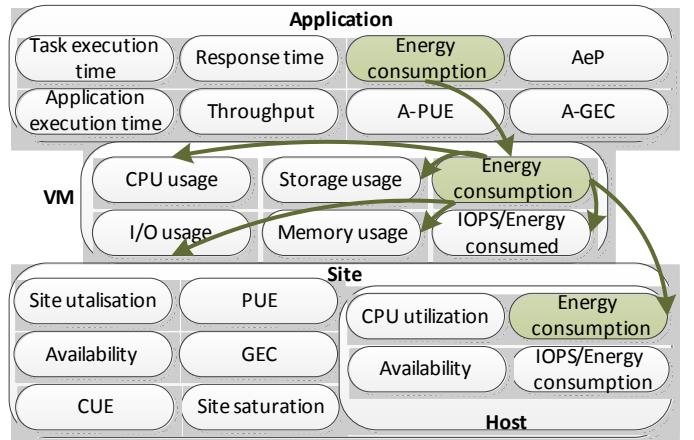 Application
Task execution time
Response time
Energy consumption
AeP
Application execution time
Throughput
A-PUE
A-GEC
VM
CPU usage
Storage usage
Energy consumption
I/O usage
Memory usage
IOPS/Energy consumed
Site
Site utalisation
PUE
Availability
GEC
CUE
Site saturation
CPU utilization
Energy consumption
Availability
IOPS/Energy consumption
Host